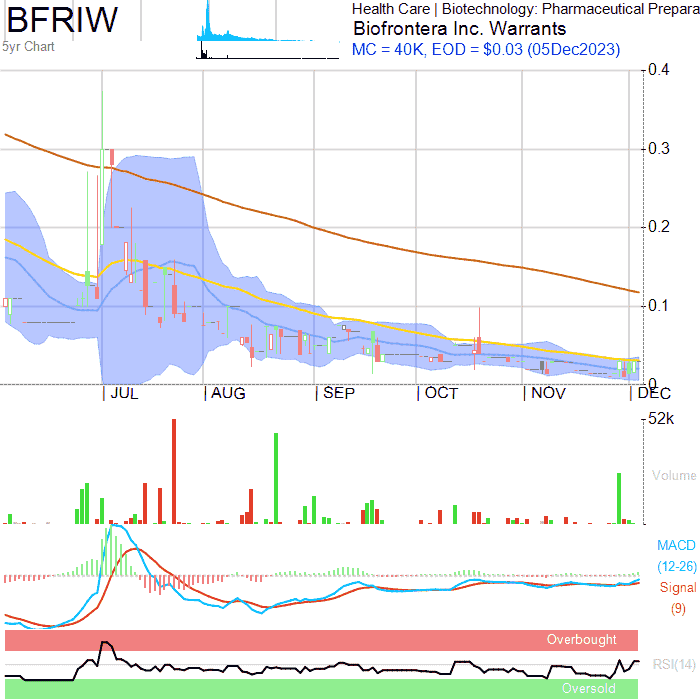 BFRIW
5yr Chart
Health Care | Biotechnology: Pharmaceutical Prepara
Biofrontera Inc. Warrants
MC = 40K, EOD = $0.03 (05Dec2023)
0.4
0.3
0.2
0.1
0
JUL AUG SEP OCT NOV DEC
52k
Volume
MACD
(12-26)
Signal
(9)
Overbought
RSI(14)
Oversold